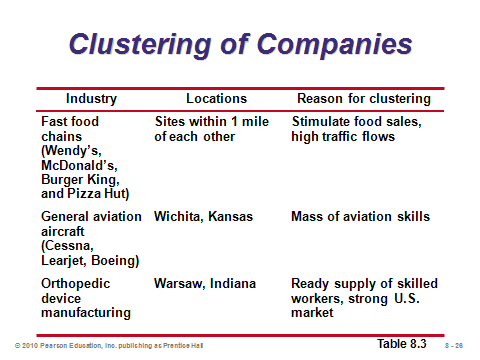 Clustering of Companies
Industry Locations Reason for clustering
Fast food Sites within 1 mile Stimulate food sales,
chains of each other high traffic flows
(Wendy's,
McDonald's,
Burger King,
and Pizza Hut)
General aviation Wichita, Kansas Mass of aviation skills
aircraft
(Cessna,
Learjet, Boeing)
Orthopedic Warsaw, Indiana Ready supply of skilled
device workers, strong U.S.
manufacturing market
Table 8.3
© 2010 Pearson Education, Inc. publishing as Prentice Hall 8 - 26